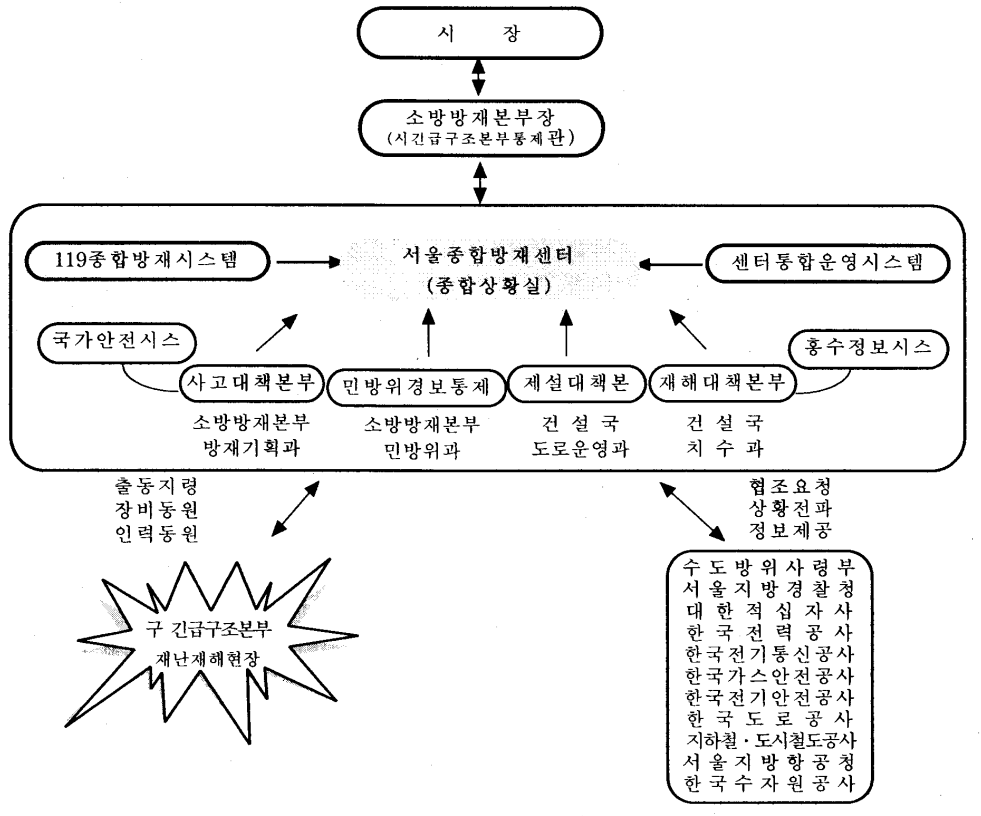 시 장
소방방재본부장
(시긴급구조본부통제관)
119종합방재시스템
서울종합방재센터
(종합상황실)
센터통합운영시스템
국가안전시스
홍수정보시스
사고대책본부
민방위경보통제
제설대책본
재해대책본부
소방방재본부
방재기획과
소방방재본부
민방위과
건 설 국
도로운영과
건 설 국
치 수 과
출동지령
장비동원
인력동원
협조요청
상황전파
정보제공
구 긴급구조본부
재난재해현장
수도방위사령부
서울지방경찰청
대한적십자사
한국전력공사
한국전기통신공사
한국가스안전공사
한국전기안전공사
한국도로공사
지하철·도시철도공사
서울지방항공청
한국수자원공사